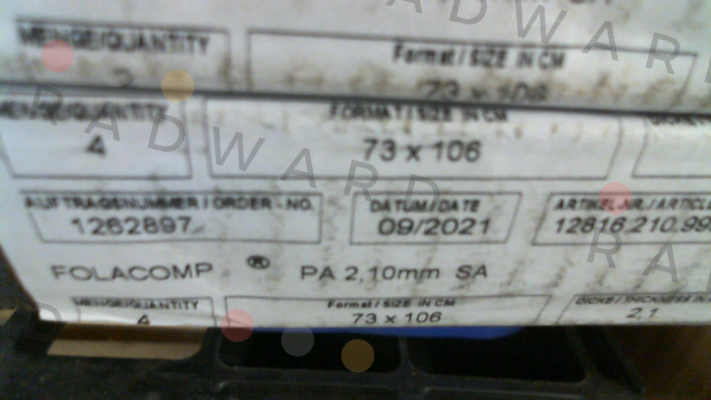 MENGE/QUANTITY Format / SIZE IN CM
73 x 106
MENGE/QUANTITY FORMAT / SIZE IN CM
4 73 x 106
AUFTRAGSNUMMER / ORDER - NO. DATUM / DATE ARTIKEL-NR. / ARTICLE
1262897 09/2021 12816.210.99
FOLACOMP ® PA 2,10mm SA
MENGE/QUANTITY Format / SIZE IN CM DICKE / THICKNESS IN
4 73 x 106 2,1
RADWARD